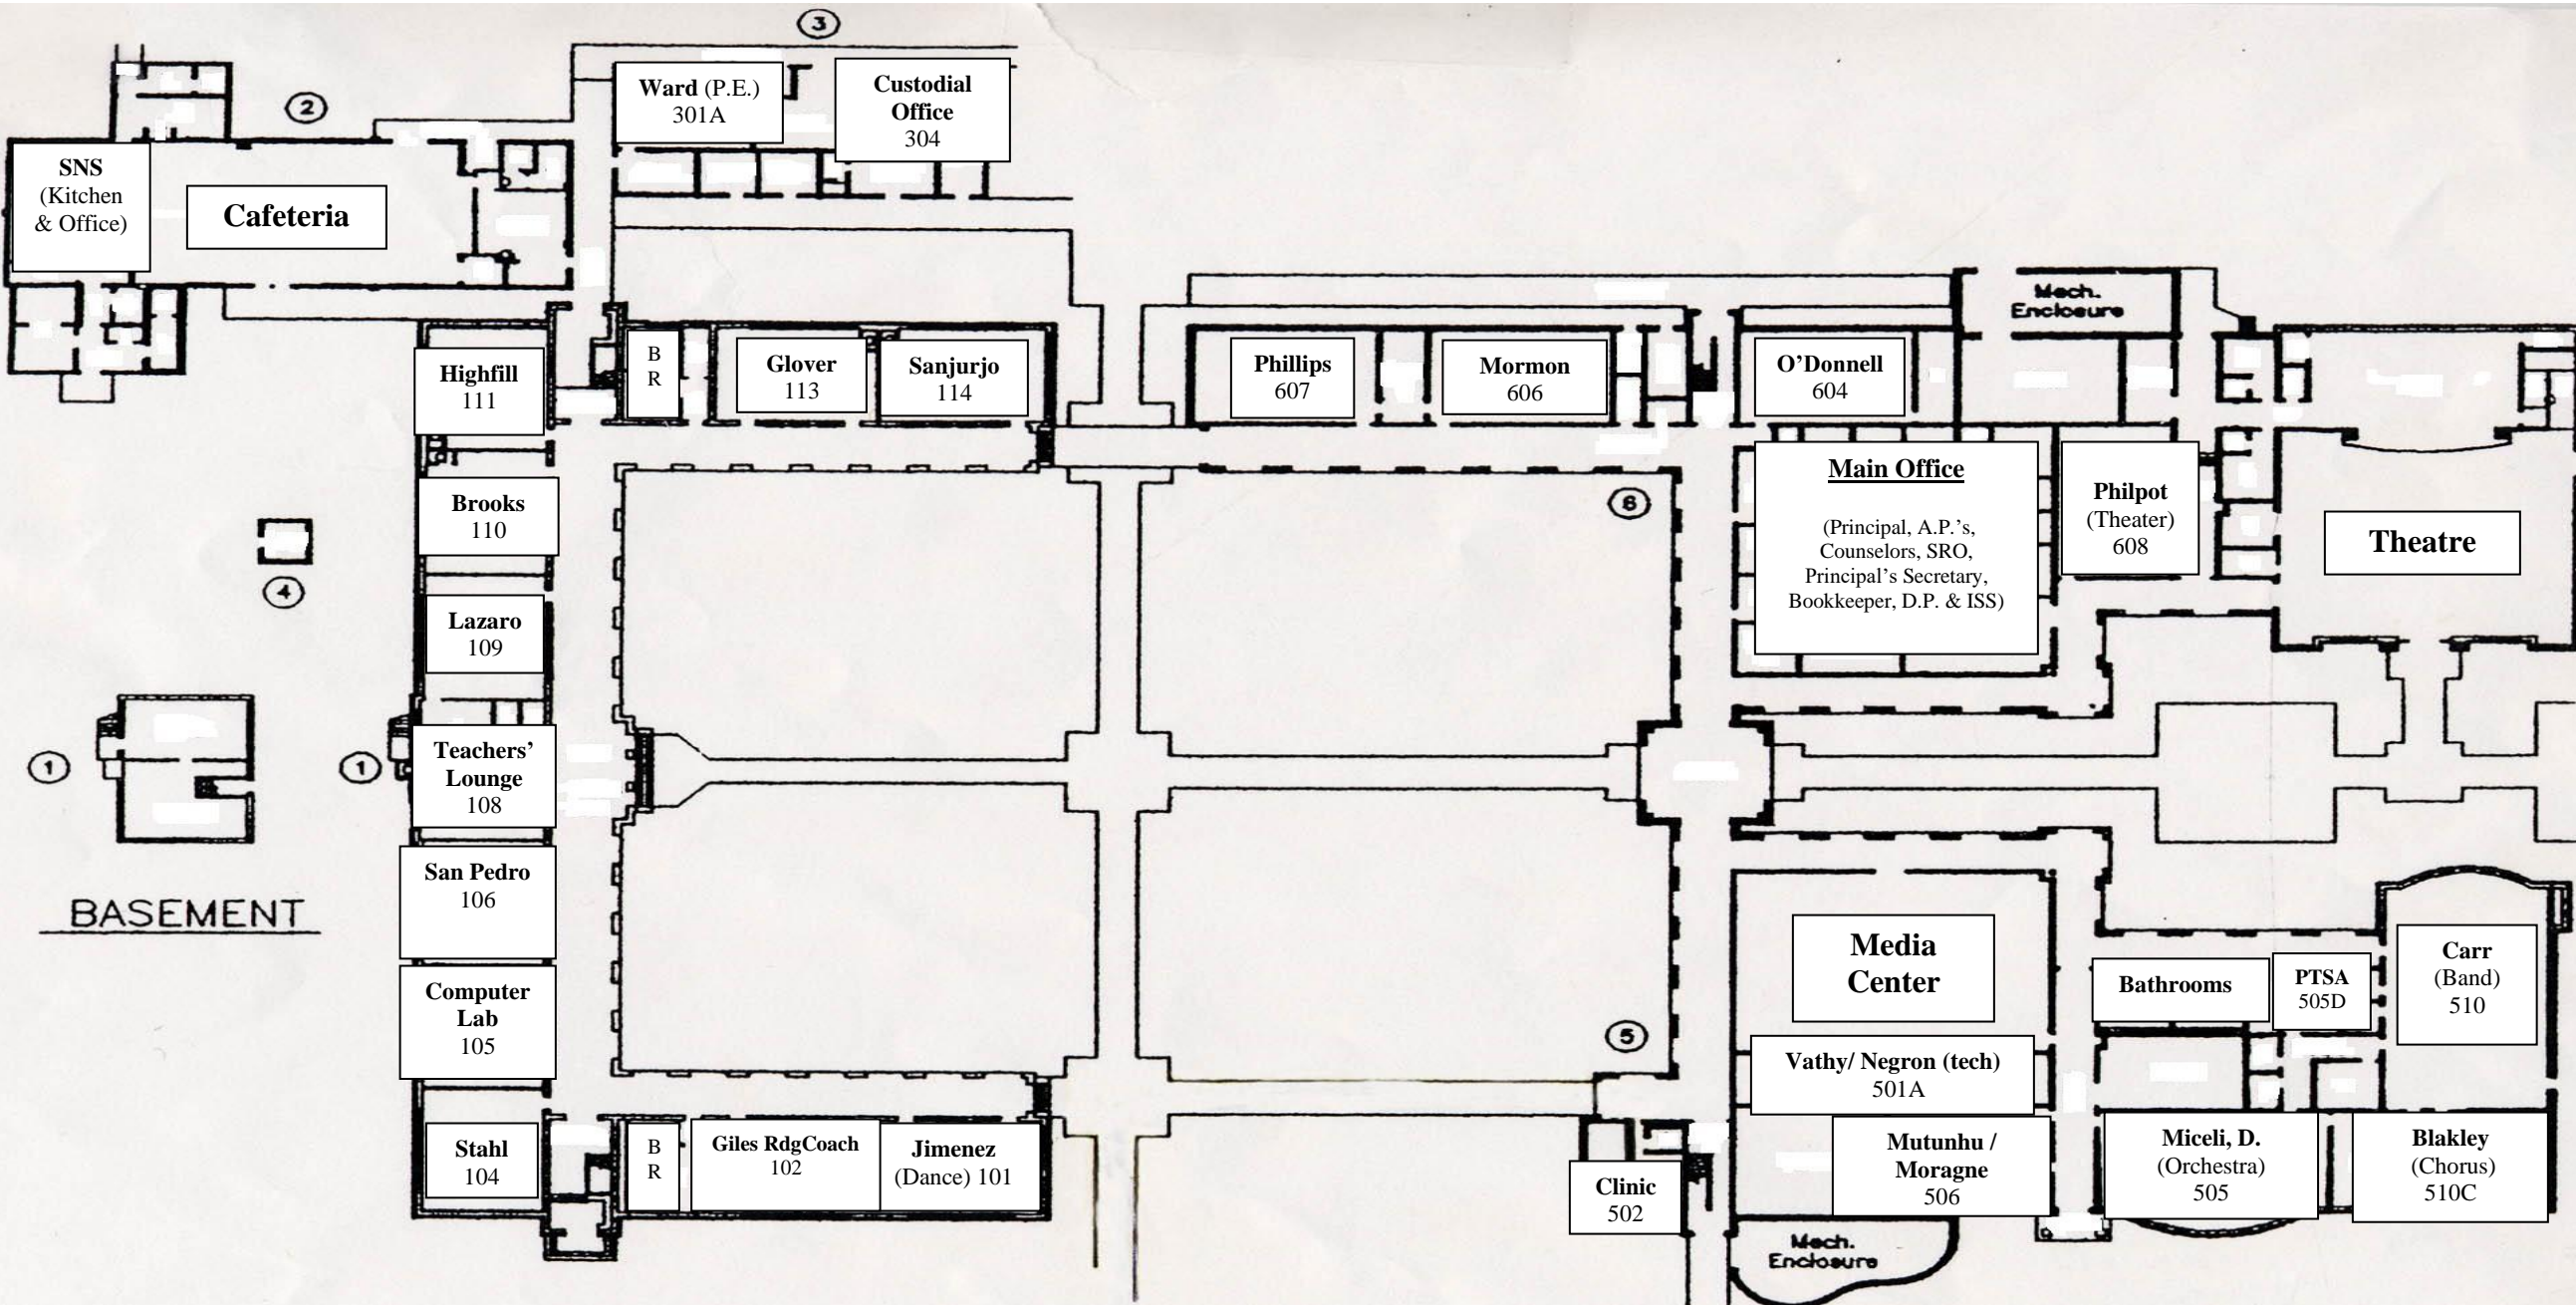 3
2
Ward (P.E.)
301A
Custodial
Office
304
SNS
(Kitchen
& Office)
Cafeteria
Mech.
Enclosure
Highfill
111
B
R
Glover
113
Sanjurjo
114
Phillips
607
Mormon
606
O’Donnell
604
Main Office
(Principal, A.P.’s,
Counselors, SRO,
Principal’s Secretary,
Bookkeeper, D.P. & ISS)
Philpot
(Theater)
608
Theatre
6
Brooks
110
4
Lazaro
109
1
1
Teachers’
Lounge
108
San Pedro
106
BASEMENT
Computer
Lab
105
5
Media
Center
Bathrooms
PTSA
505D
Carr
(Band)
510
Vathy/ Negron (tech)
501A
Stahl
104
B
R
Giles RdgCoach
102
Jimenez
(Dance) 101
Clinic
502
Mutunhu /
Moragne
506
Miceli, D.
(Orchestra)
505
Blakley
(Chorus)
510C
Mech.
Enclosure